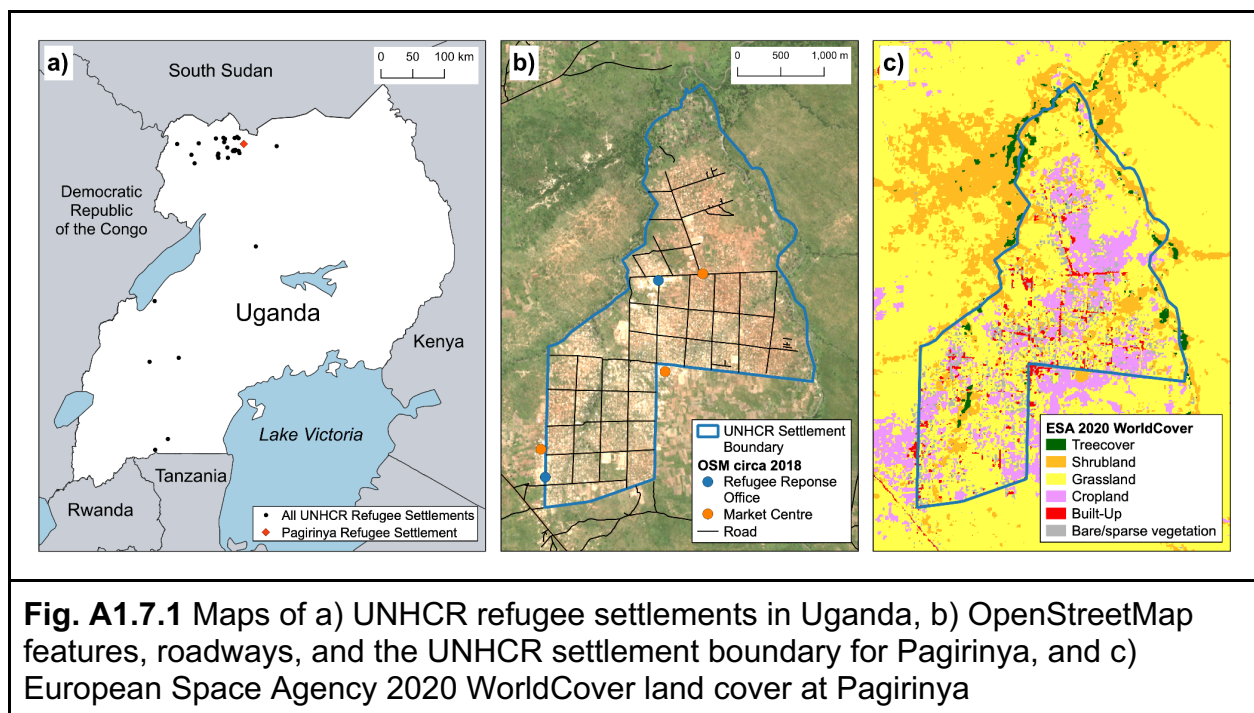 a)
0 50 100 km
South Sudan
Democratic
Republic
of the Congo
Uganda
Kenya
Lake Victoria
Tanzania
Rwanda
All UNHCR Refugee Settlements
Pagirinya Refugee Settlement
b)
0 500 1,000 m
UNHCR Settlement
Boundary
OSM circa 2018
Refugee Reponse
Office
Market Centre
Road
c)
ESA 2020 WorldCover
Treecover
Shrubland
Grassland
Cropland
Built-Up
Bare/sparse vegetation
Fig. A1.7.1 Maps of a) UNHCR refugee settlements in Uganda, b) OpenStreetMap
features, roadways, and the UNHCR settlement boundary for Pagirinya, and c)
European Space Agency 2020 WorldCover land cover at Pagirinya